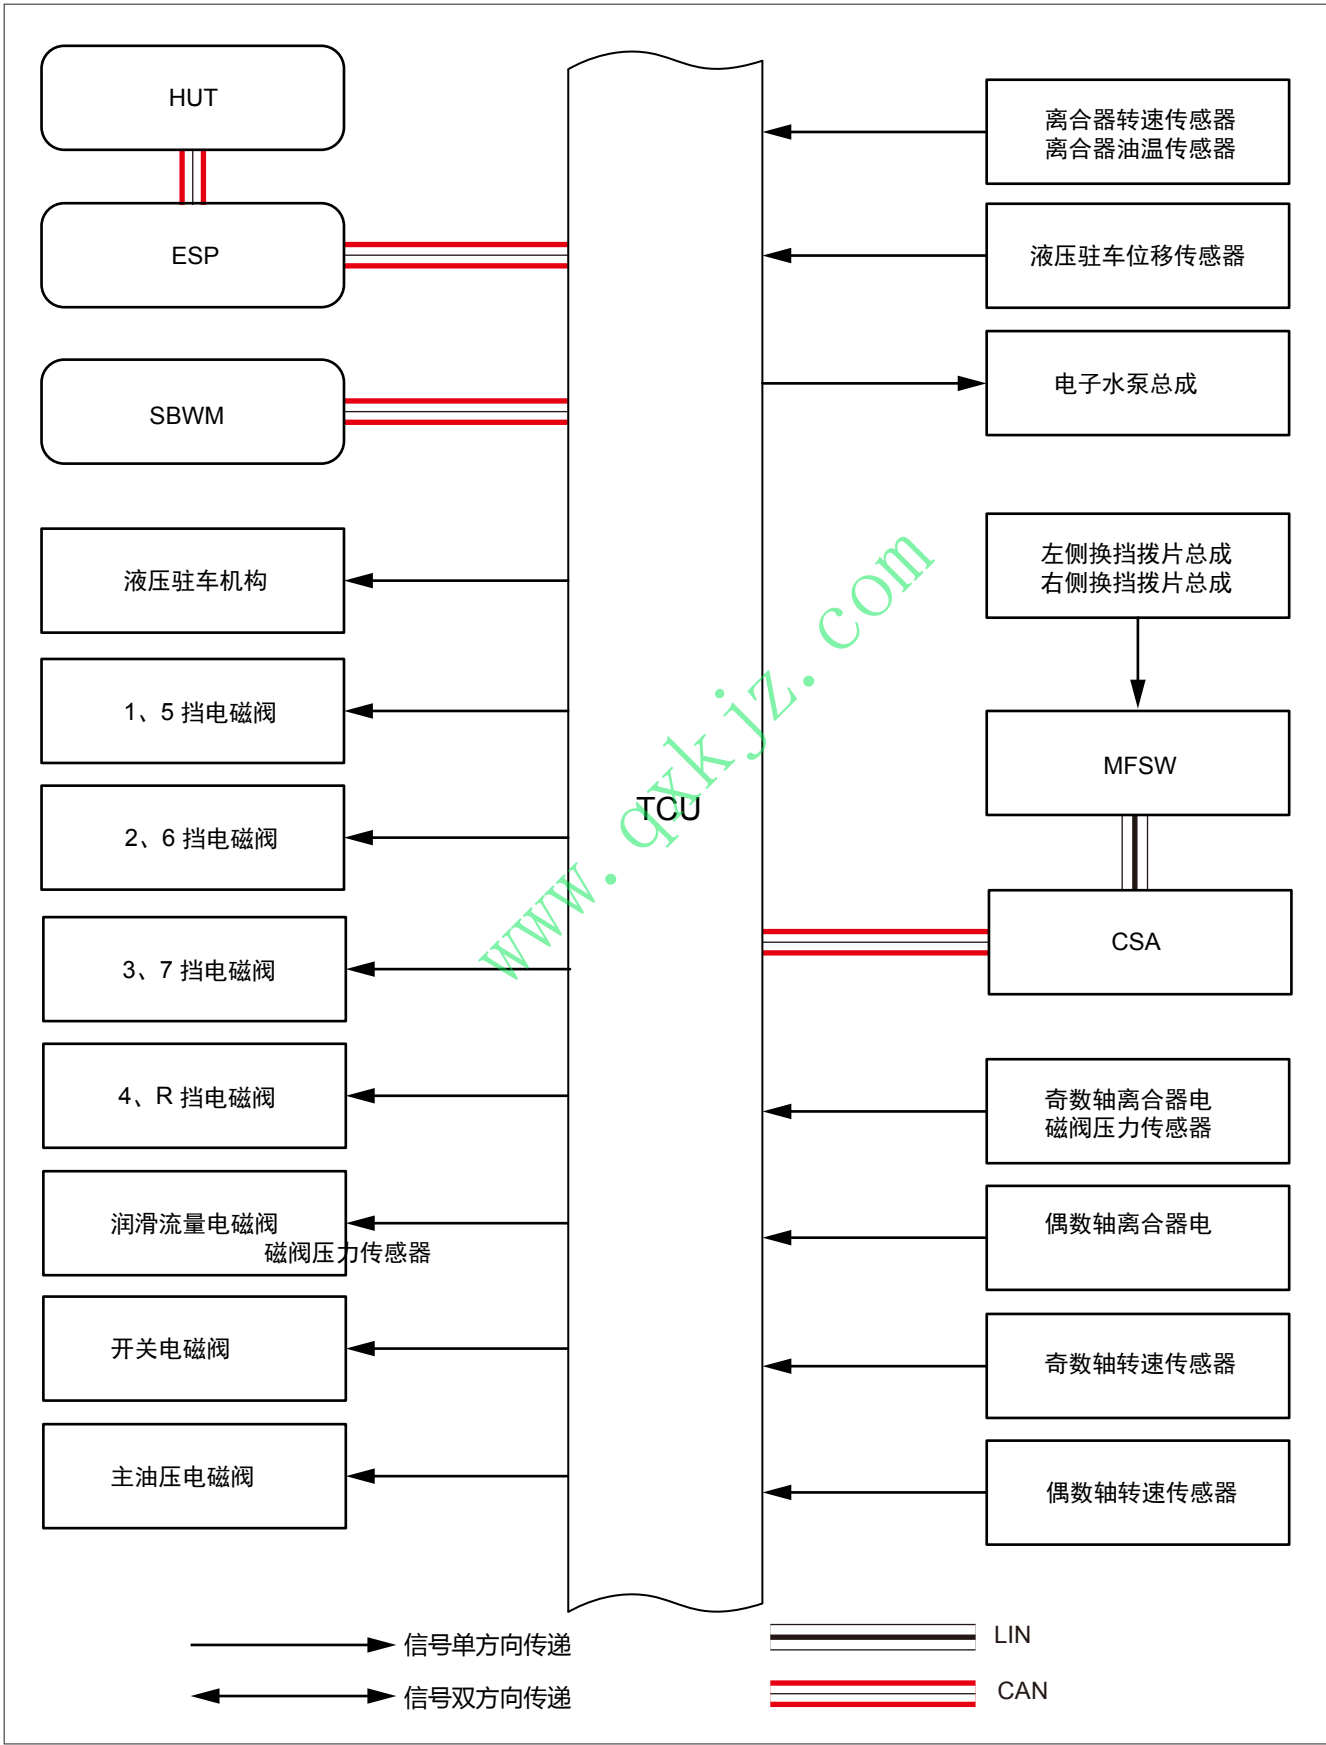 HUT
ESP
SBWM
液压驻车机构
1、5 挡电磁阀
2、6 挡电磁阀
3、7 挡电磁阀
4、R 挡电磁阀
润滑流量电磁阀
磁阀压力传感器
开关电磁阀
主油压电磁阀
TCU
www.qxkjz.com
离合器转速传感器
离合器油温传感器
液压驻车位移传感器
电子水泵总成
左侧换挡拨片总成
右侧换挡拨片总成
MFSW
CSA
奇数轴离合器电
磁阀压力传感器
偶数轴离合器电
奇数轴转速传感器
偶数轴转速传感器
信号单方向传递
信号双方向传递
LIN
CAN